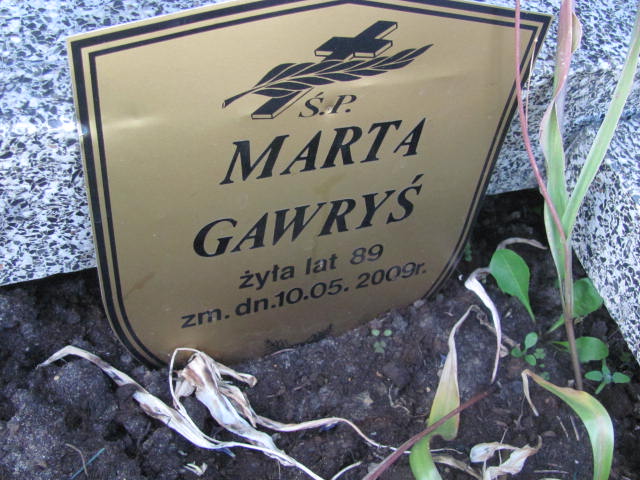 Ś.P.
MARTA
GAWRYŚ
żyła lat 89
zm. dn.10.05. 2009r.